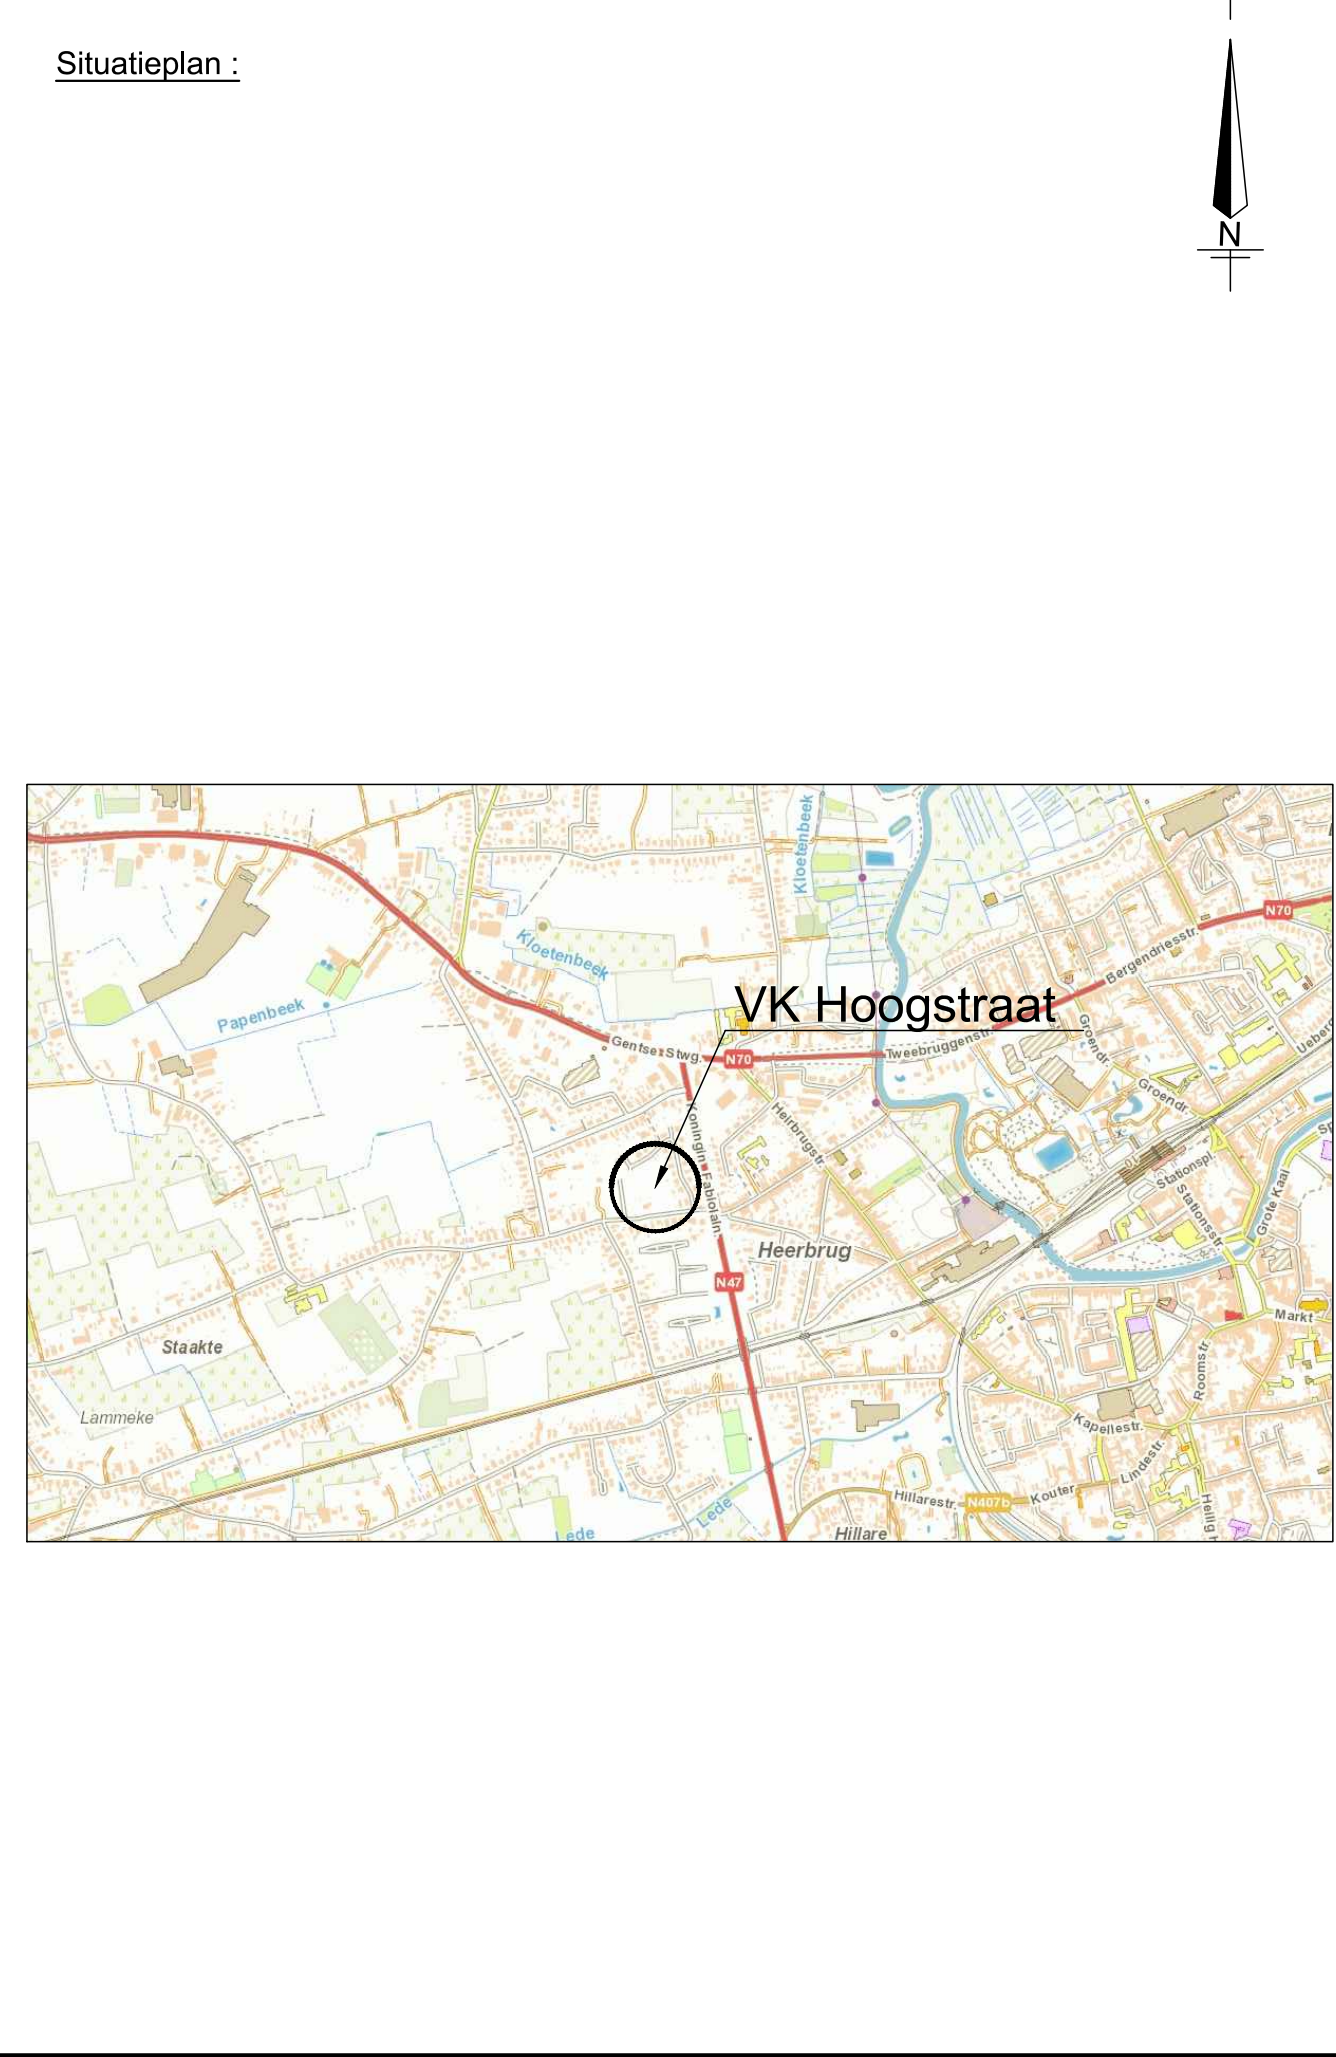 Situatieplan :
N
Kloetenbeek
N70
Bergendriesstr.
Kloetenbeek
Papenbeek
VK Hoogstraat
Gentse Stwg.
N70
Tweebruggenstr.
Groendr.
Groendr.
Koningin Fabiolaln.
Heirbrugstr.
Stationspl.
Stationsstr.
Grote Kaai
Heerbrug
N47
Markt
Staakte
Roomstr.
Lammeke
Kapellestr.
Lindestr.
Hillarestr.
N407b
Kouter
Lede
Lede
Hillare